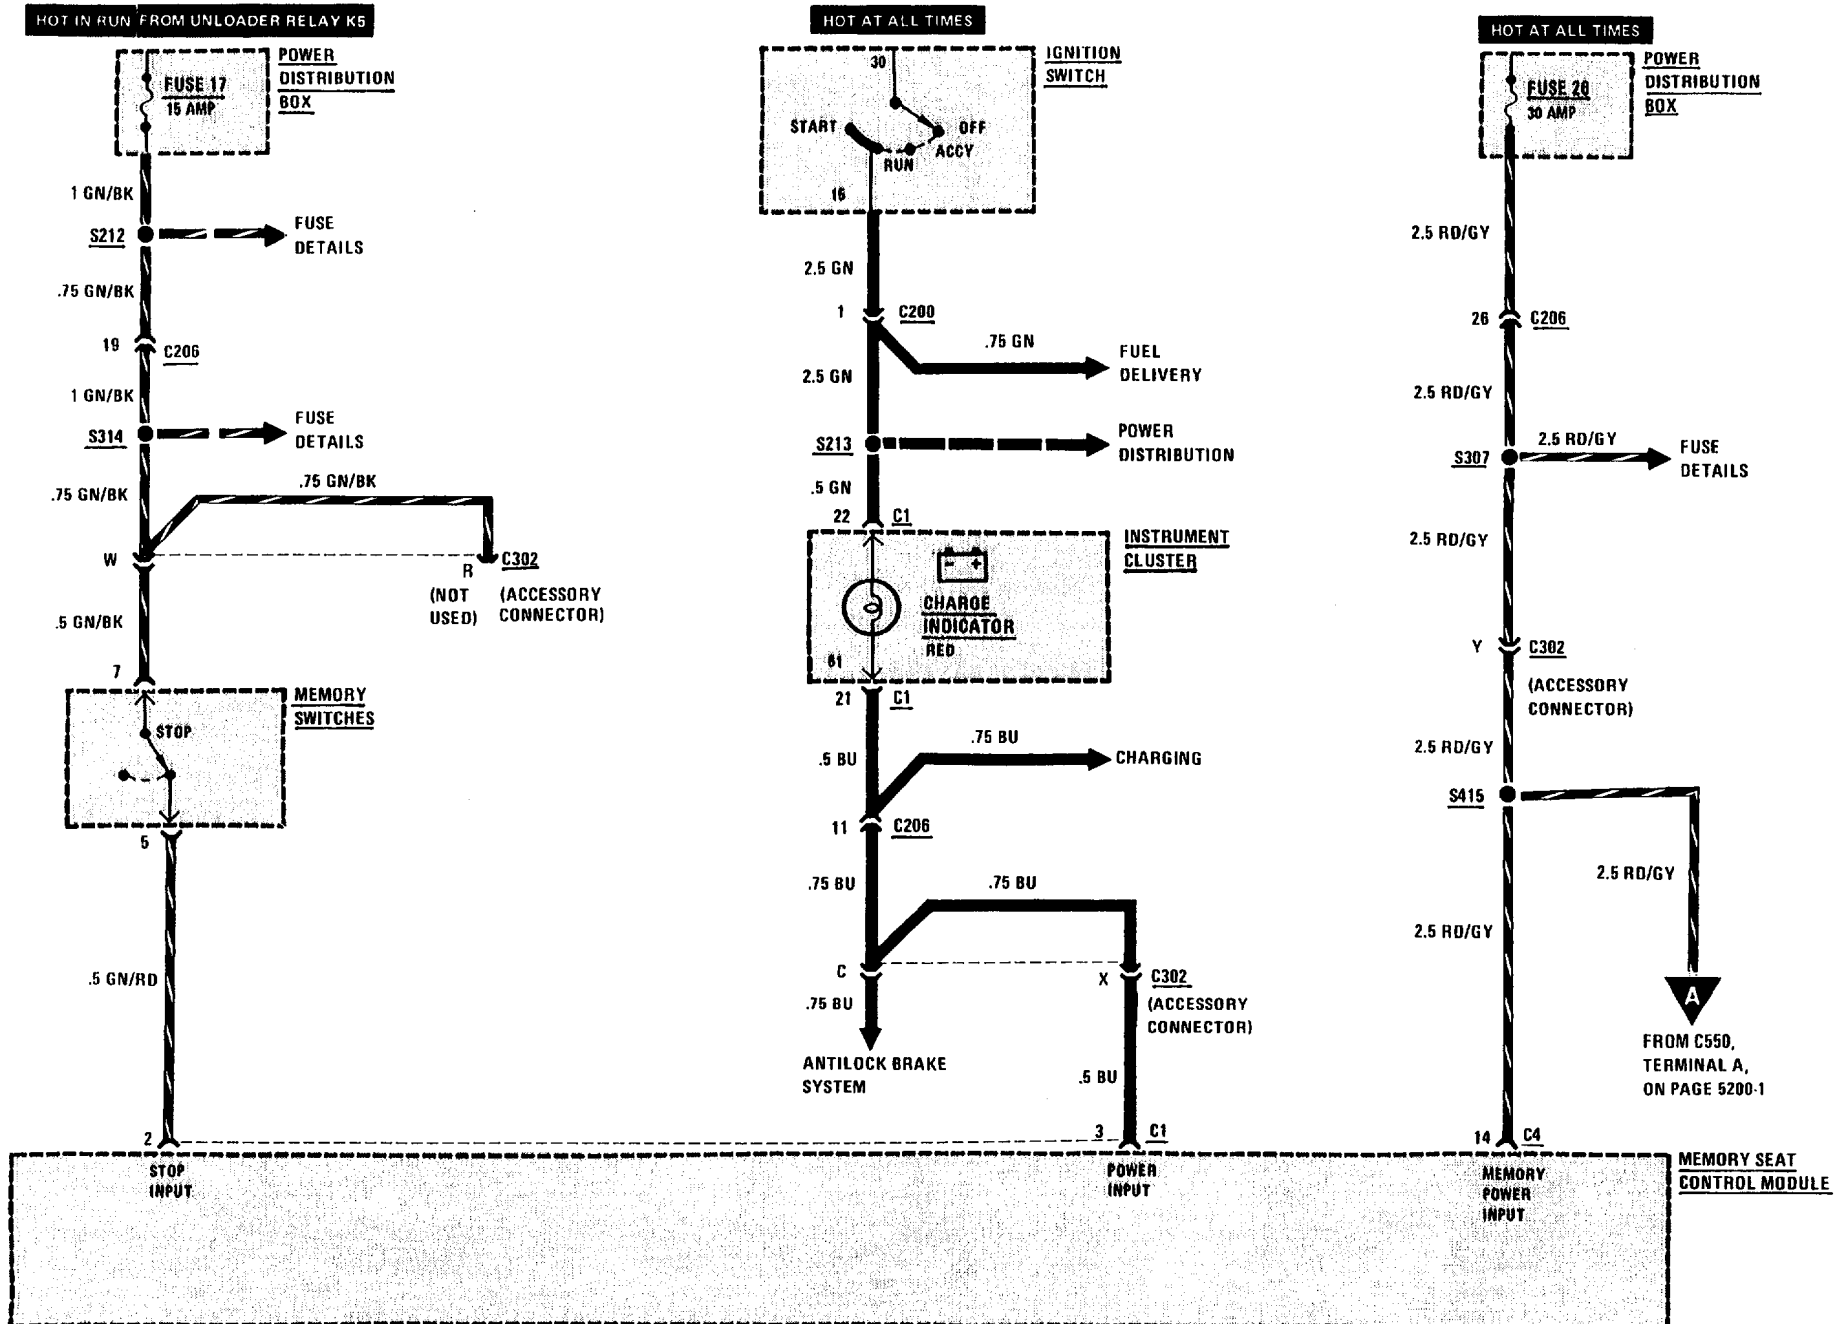 HOT IN RUN FROM UNLOADER RELAY K5
POWER
DISTRIBUTION
BOX
FUSE 17
15 AMP
1 GN/BK
S212
FUSE
DETAILS
.75 GN/BK
19
C206
1 GN/BK
S314
FUSE
DETAILS
.75 GN/BK
.75 GN/BK
W
R
C302
(NOT
USED)
(ACCESSORY
CONNECTOR)
.5 GN/BK
7
MEMORY
SWITCHES
STOP
5
.5 GN/RD
2
STOP
INPUT
HOT AT ALL TIMES
IGNITION
SWITCH
30
START
OFF
ACCY
RUN
16
2.5 GN
1
C200
.75 GN
FUEL
DELIVERY
2.5 GN
S213
POWER
DISTRIBUTION
.5 GN
22
C1
INSTRUMENT
CLUSTER
- +
CHARGE
INDICATOR
RED
61
21
C1
.5 BU
.75 BU
CHARGING
11
C206
.75 BU
.75 BU
C
X
C302
(ACCESSORY
CONNECTOR)
.75 BU
ANTILOCK BRAKE
SYSTEM
.5 BU
3
C1
POWER
INPUT
HOT AT ALL TIMES
POWER
DISTRIBUTION
BOX
30 AMP
2.5 RD/GY
26
C206
2.5 RD/GY
S307
2.5 RD/GY
FUSE
DETAILS
2.5 RD/GY
Y
C302
(ACCESSORY
CONNECTOR)
2.5 RD/GY
S415
2.5 RD/GY
2.5 RD/GY
A
FROM C550,
TERMINAL A,
ON PAGE 5200-1
14
C4
MEMORY
POWER
INPUT
MEMORY SEAT
CONTROL MODULE